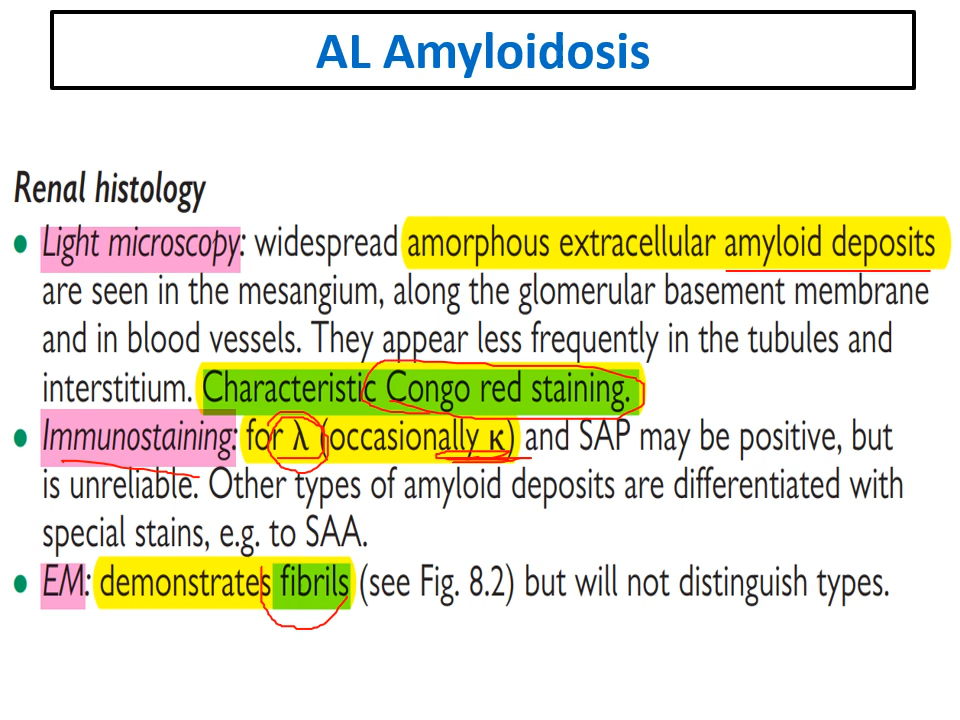 AL Amyloidosis
Renal histology
● Light microscopy: widespread amorphous extracellular amyloid deposits
are seen in the mesangium, along the glomerular basement membrane
and in blood vessels. They appear less frequently in the tubules and
interstitium. Characteristic Congo red staining.
● Immunostaining: for λ (occasionally κ) and SAP may be positive, but
is unreliable. Other types of amyloid deposits are differentiated with
special stains, e.g. to SAA.
● EM: demonstrates fibrils (see Fig. 8.2) but will not distinguish types.